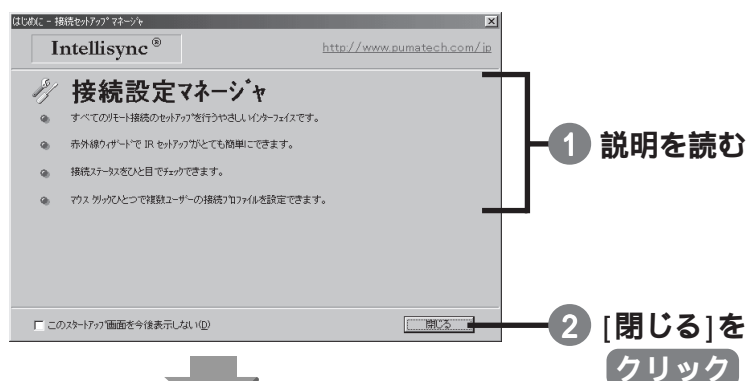 はじめに - 接続セットアップ マネージャ
Intellisync®
http://www.pumatech.com/jp
接続設定マネージャ
すべてのリモート接続のセットアップを行うやさしいインターフェイスです。
赤外線ウィザードで IR セットアップがとても簡単にできます。
接続ステータスをひと目でチェックできます。
マウス クリックひとつで複数ユーザーの接続プロファイルを設定できます。
1 説明を読む
このスタートアップ画面を今後表示しない(D)
閉じる
2 [閉じる]を
クリック